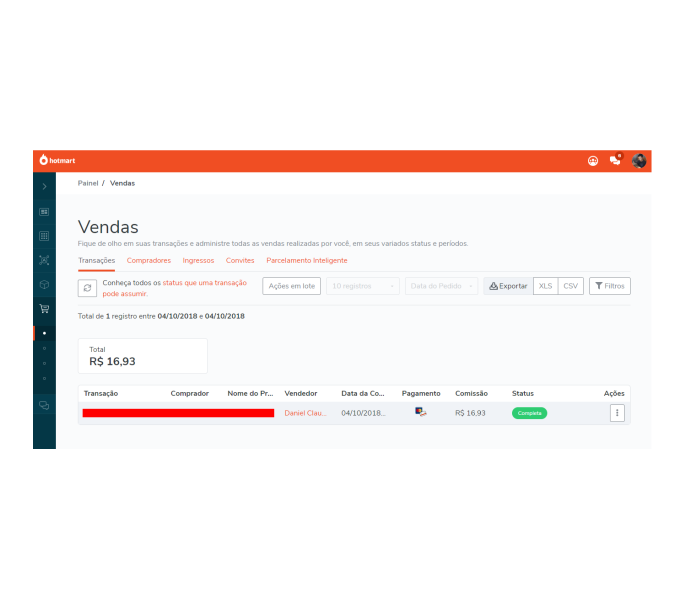 hotmart
Painel / Vendas
Vendas
Fique de olho em suas transações e administre todas as vendas realizadas por você, em seus variados status e períodos.
Transações Compradores Ingressos Convites Parcelamento Inteligente
Conheça todos os status que uma transação
pode assumir.
Ações em lote 10 registros Data do Pedido Exportar XLS CSV Filtros
Total de 1 registro entre 04/10/2018 e 04/10/2018
Total
R$ 16,93
Transação Comprador Nome do Pr... Vendedor Data da Co... Pagamento Comissão Status Ações
Daniel Clau... 04/10/2018... R$ 16,93 Completa